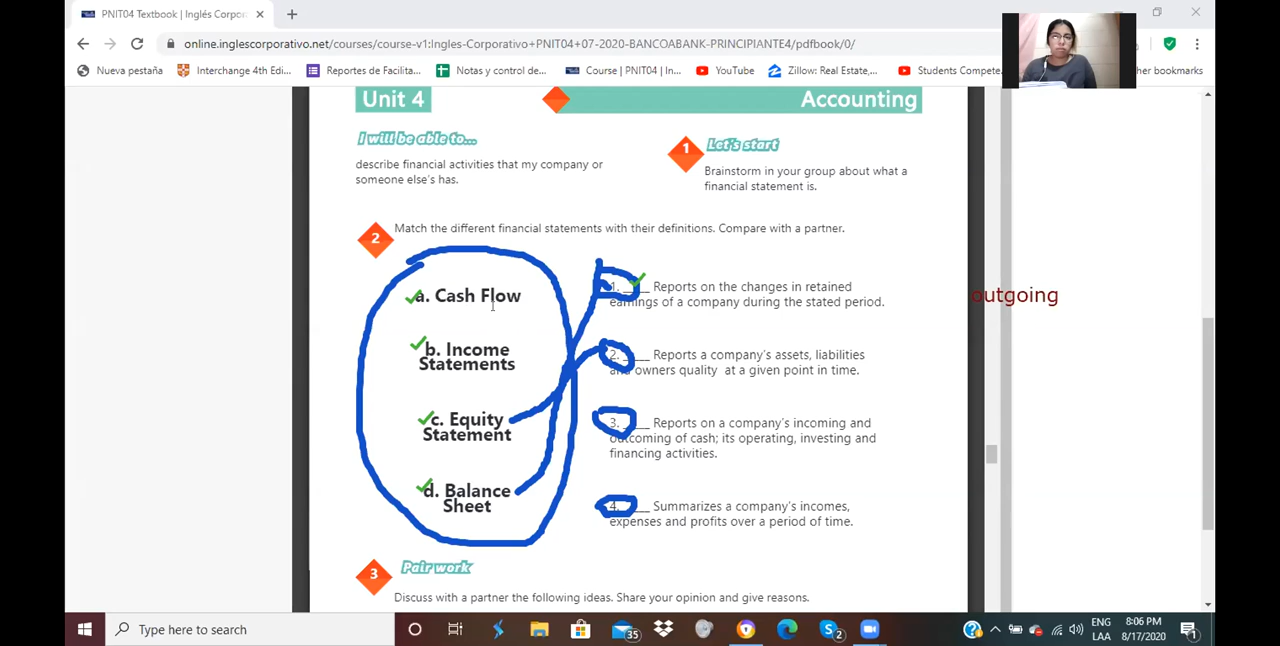 PNIT04 Textbook | Inglés Corpor
online.inglescorporativo.net/courses/course-v1:Ingles-Corporativo+PNIT04+07-2020-BANCOABANK-PRINCIPIANTE4/pdfbook/0/
Nueva pestaña
Interchange 4th Edi...
Reportes de Facilita...
Notas y control de...
Course | PNIT04 | In...
YouTube
Zillow: Real Estate,...
Students Compete...
her bookmarks
Unit 4
Accounting
I will be able to...
describe financial activities that my company or
someone else's has.
1
Let's start
Brainstorm in your group about what a
financial statement is.
2
Match the different financial statements with their definitions. Compare with a partner.
a. Cash Flow
b. Income
Statements
c. Equity
Statement
d. Balance
Sheet
1. ____ Reports on the changes in retained
earnings of a company during the stated period.
2. ____ Reports a company's assets, liabilities
and owners quality at a given point in time.
3. ____ Reports on a company's incoming and
outcoming of cash; its operating, investing and
financing activities.
4. ____ Summarizes a company's incomes,
expenses and profits over a period of time.
outgoing
3
Pair work
Discuss with a partner the following ideas. Share your opinion and give reasons.
Type here to search
35
2
ENG
LAA
8:06 PM
8/17/2020
1